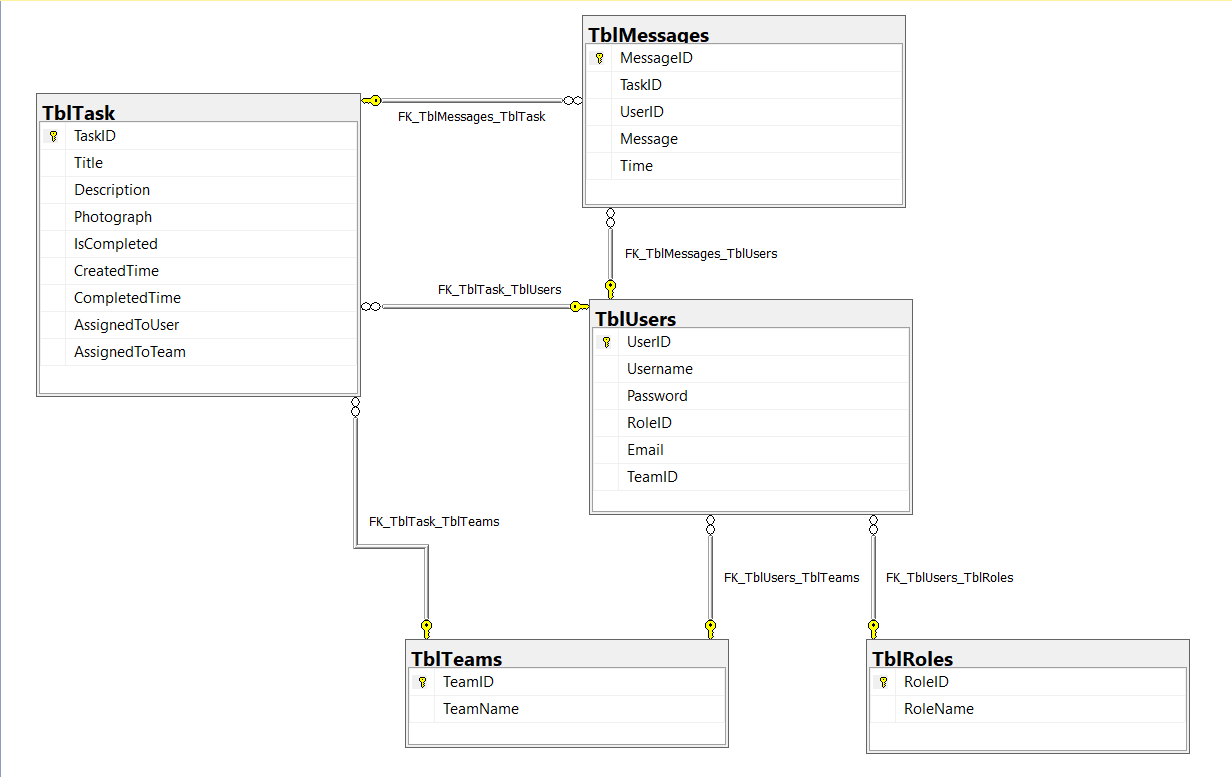 TblMessages
MessageID
TaskID
UserID
Message
Time
TblTask
TaskID
Title
Description
Photograph
IsCompleted
CreatedTime
CompletedTime
AssignedToUser
AssignedToTeam
FK_TblMessages_TblTask
FK_TblMessages_TblUsers
FK_TblTask_TblUsers
TblUsers
UserID
Username
Password
RoleID
Email
TeamID
FK_TblTask_TblTeams
FK_TblUsers_TblTeams
FK_TblUsers_TblRoles
TblTeams
TeamID
TeamName
TblRoles
RoleID
RoleName